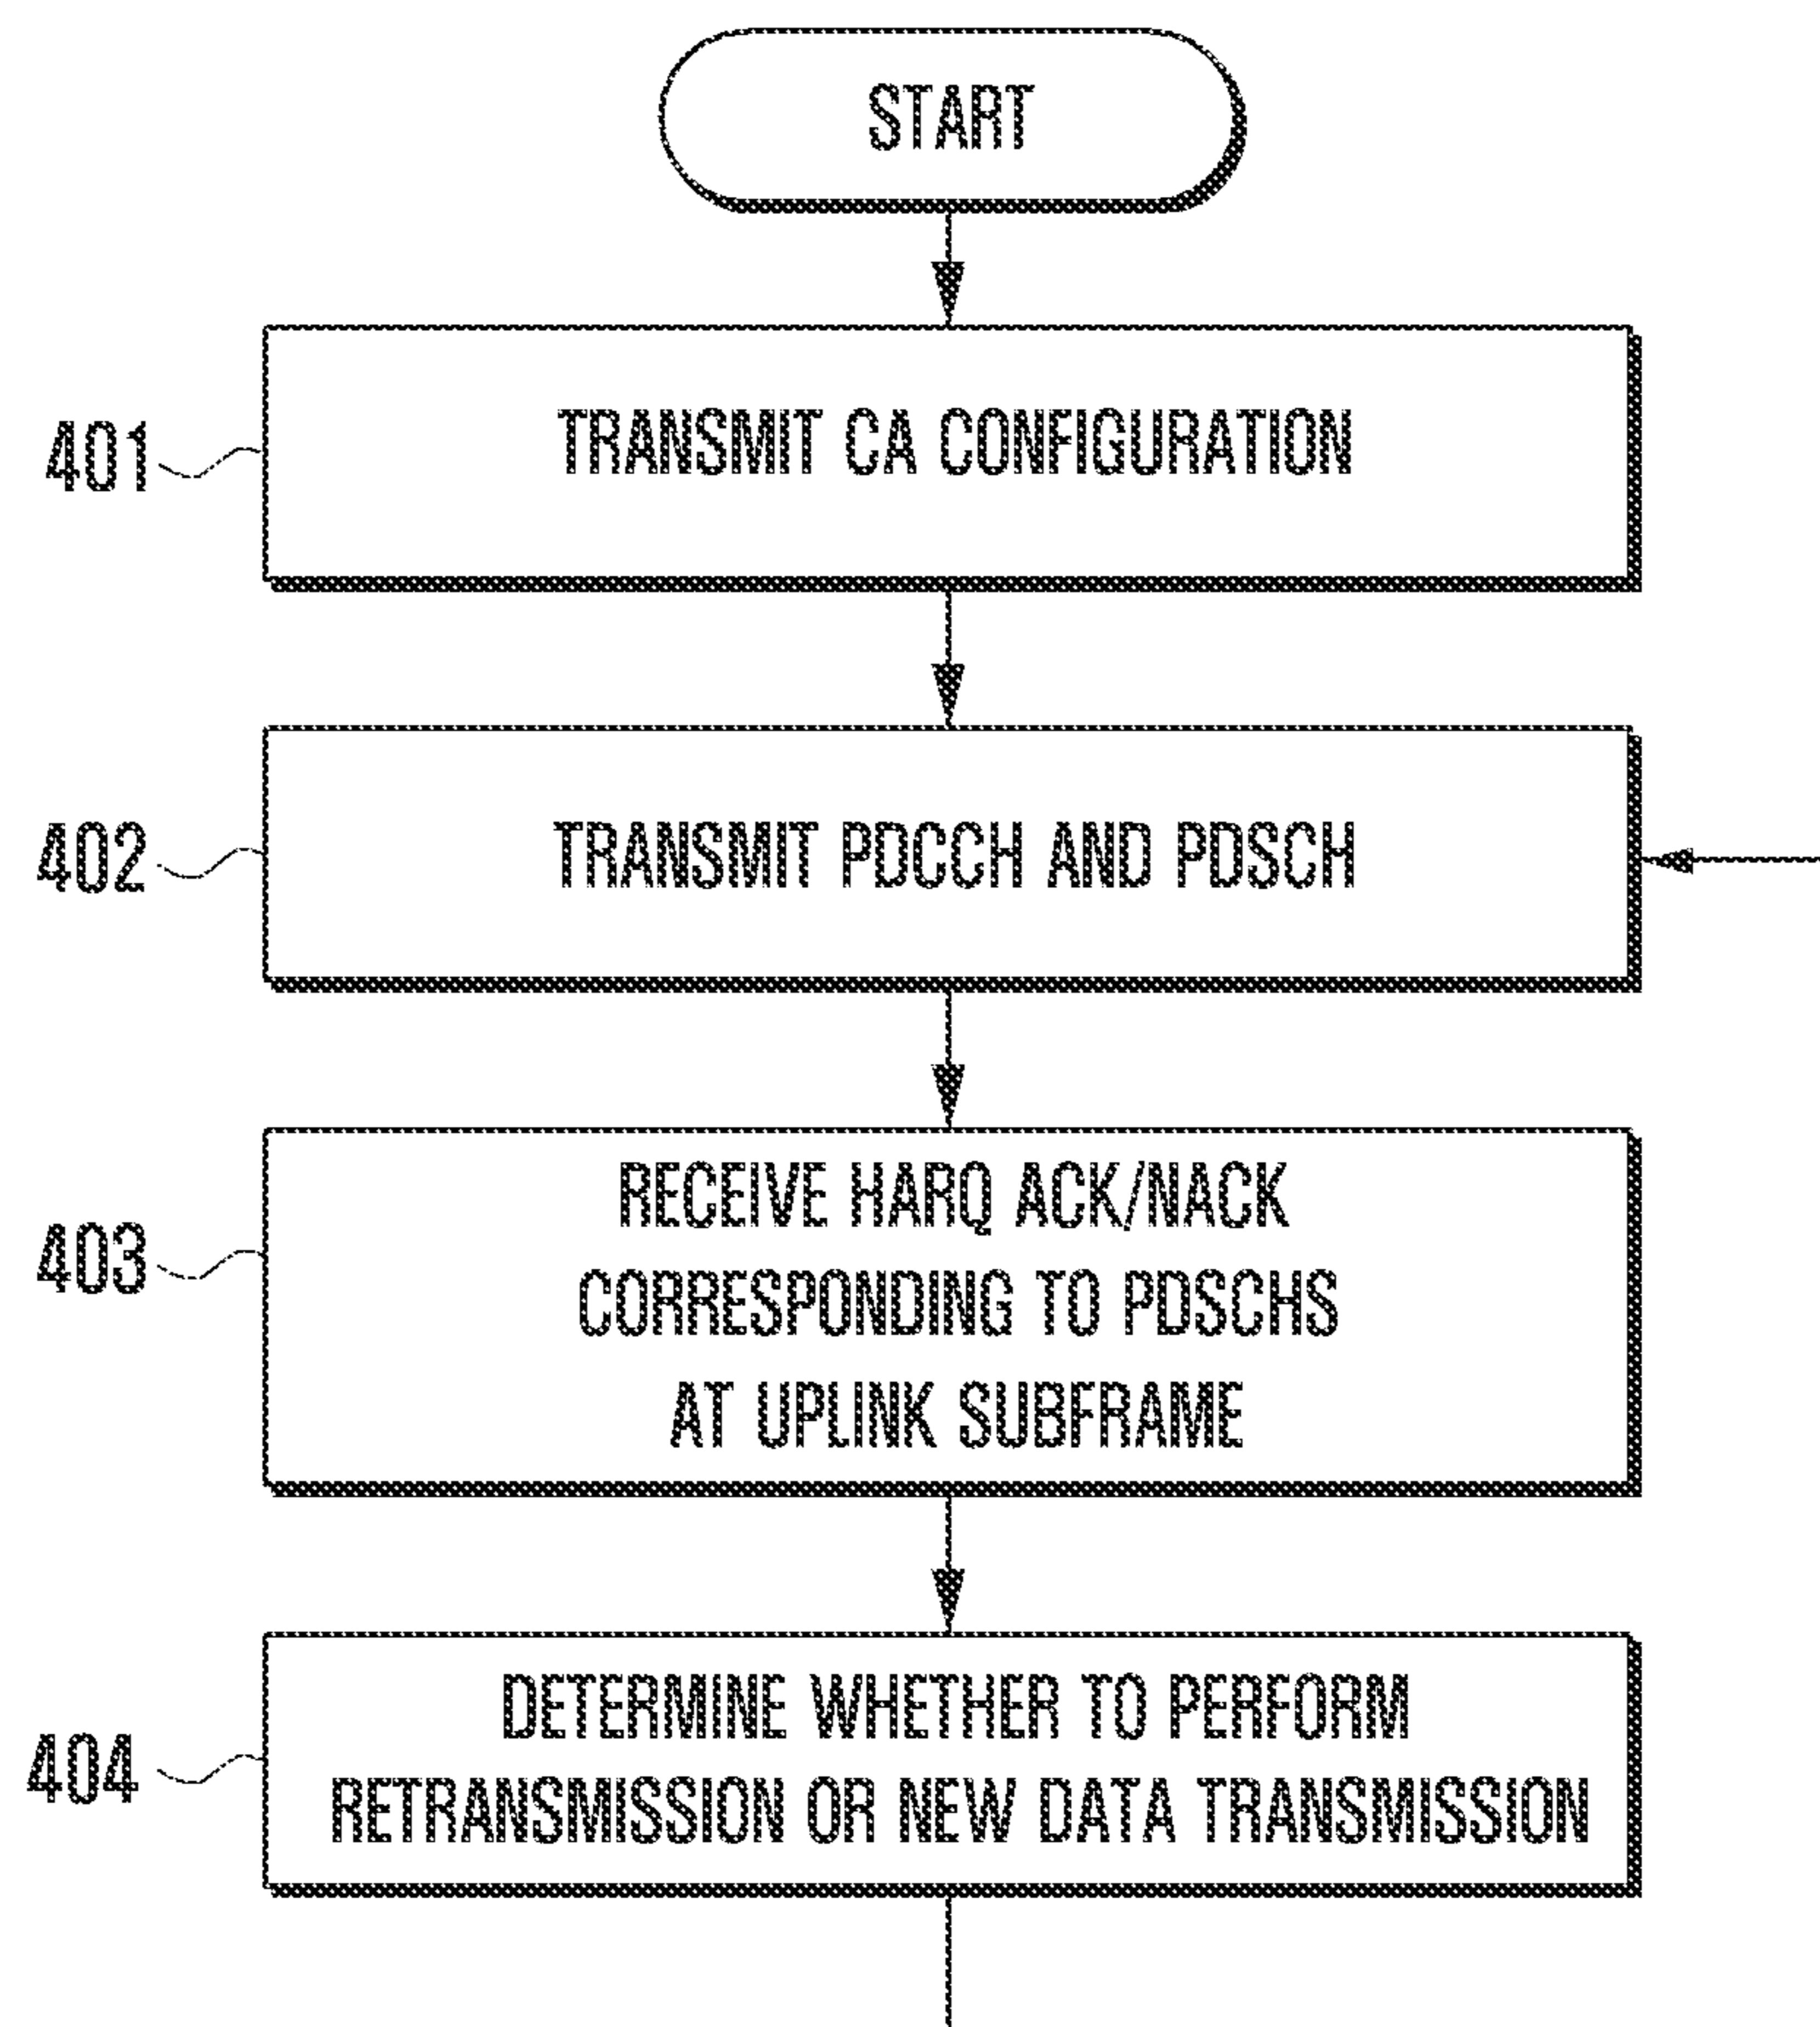 START
401
TRANSMIT CA CONFIGURATION
402
TRANSMIT PDCCH AND PDSCH
403
RECEIVE HARQ ACK/NACK
CORRESPONDING TO PDSCHS
AT UPLINK SUBFRAME
404
DETERMINE WHETHER TO PERFORM
RETRANSMISSION OR NEW DATA TRANSMISSION